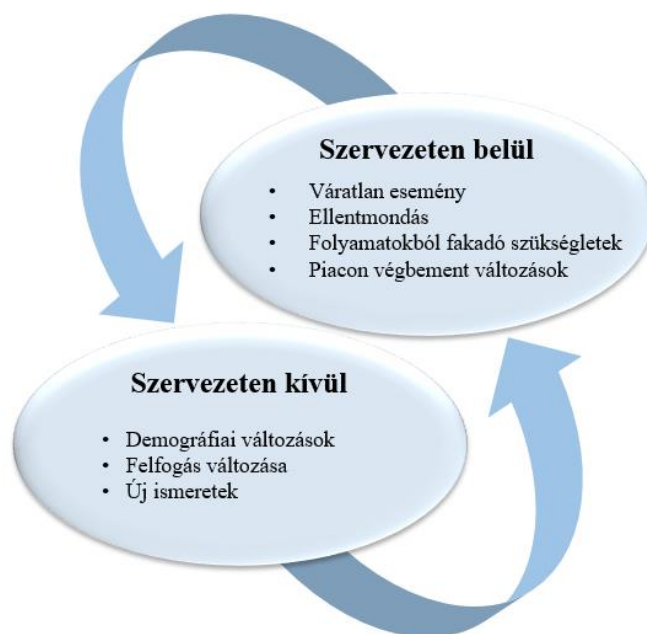 Szervezeten belül
• Váratlan esemény
• Ellentmondás
• Folyamatokból fakadó szükségletek
• Piacon végbement változások
Szervezeten kívül
• Demográfiai változások
• Felfogás változása
• Új ismeretek